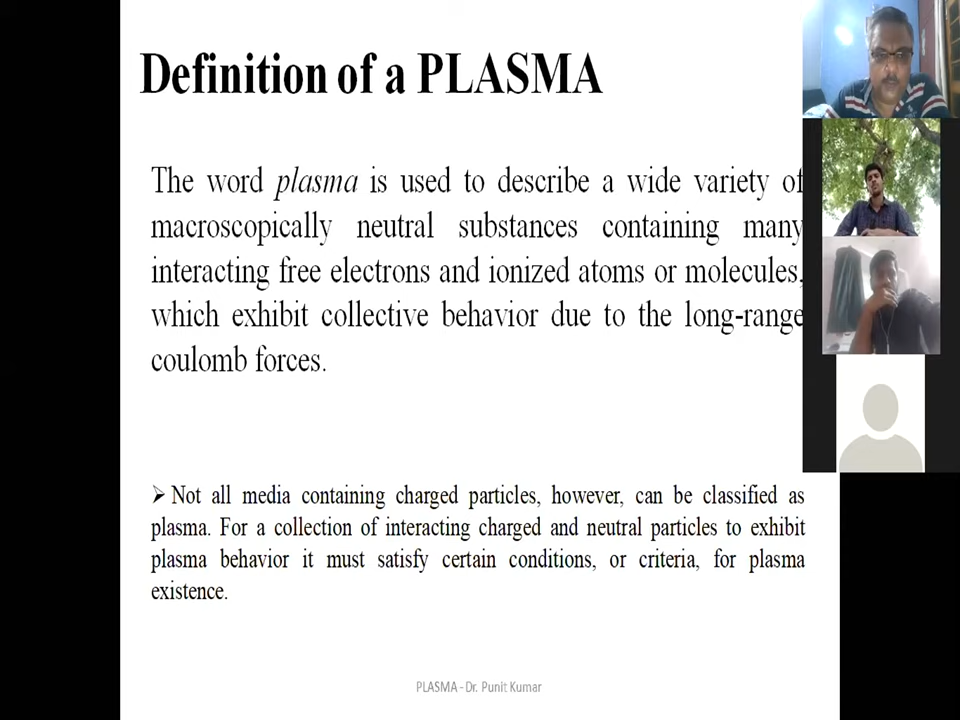 Definition of a PLASMA
The word plasma is used to describe a wide variety of
macroscopically neutral substances containing many
interacting free electrons and ionized atoms or molecules,
which exhibit collective behavior due to the long-range
coulomb forces.
➢ Not all media containing charged particles, however, can be classified as
plasma. For a collection of interacting charged and neutral particles to exhibit
plasma behavior it must satisfy certain conditions, or criteria, for plasma
existence.
PLASMA - Dr. Punit Kumar